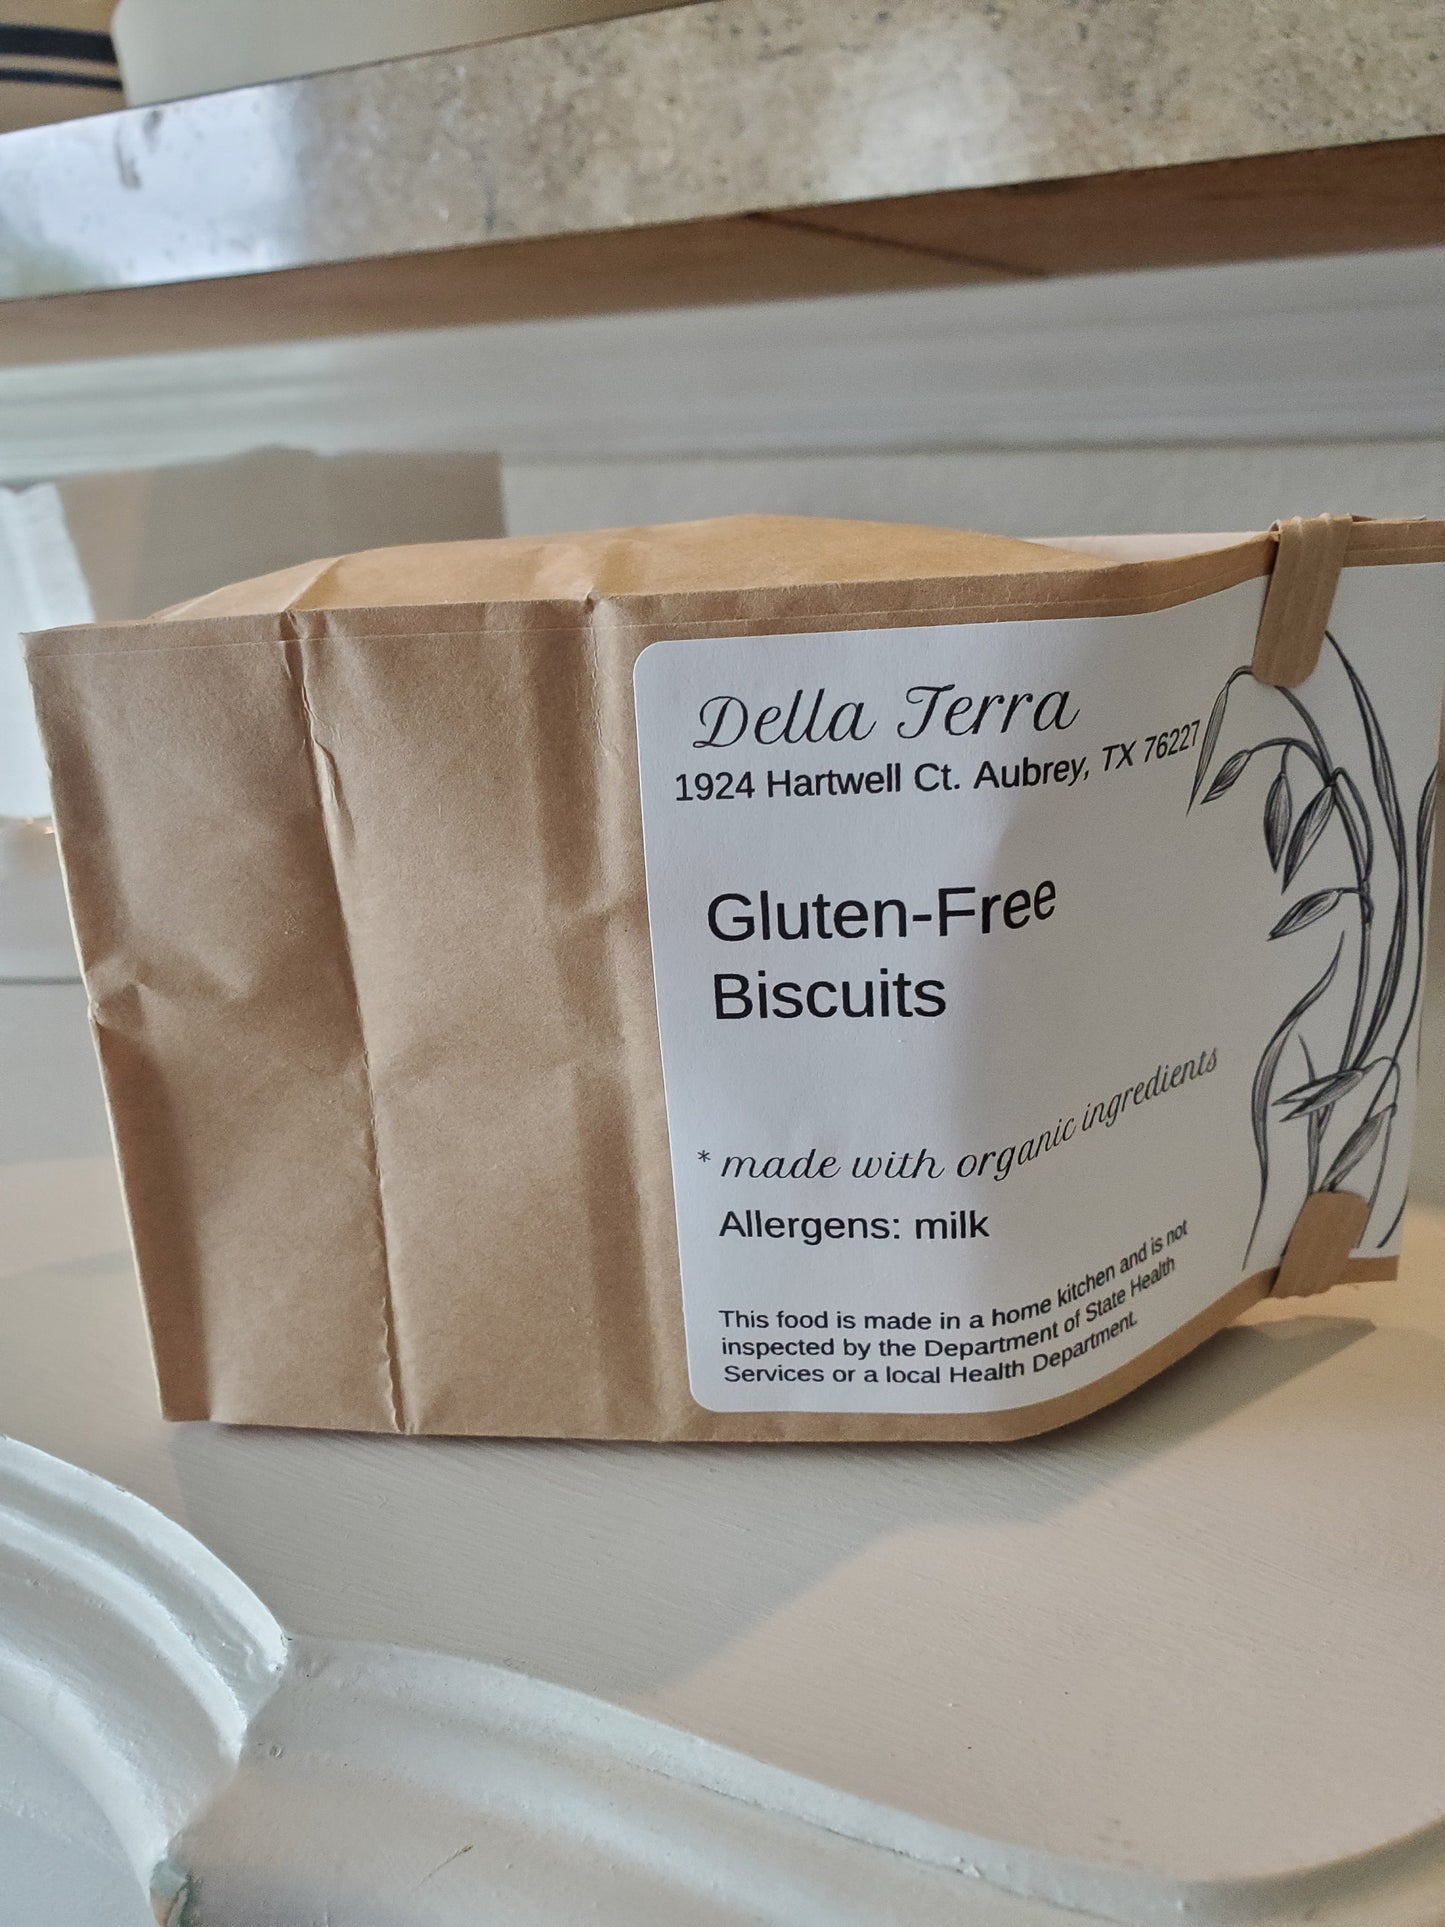 Della Terra
1924 Hartwell Ct. Aubrey, TX 76227
Gluten-Free
Biscuits
* made with organic ingredients
Allergens: milk
This food is made in a home kitchen and is not
inspected by the Department of State Health
Services or a local Health Department.